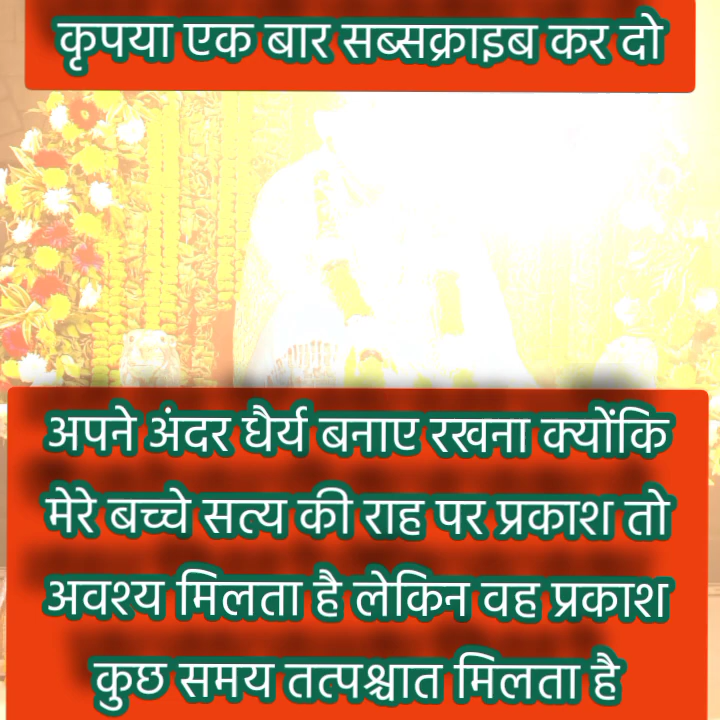 कृपया एक बार सब्सक्राइब कर दो
अपने अंदर धैर्य बनाए रखना क्योंकि
मेरे बच्चे सत्य की राह पर प्रकाश तो
अवश्य मिलता है लेकिन वह प्रकाश
कुछ समय तत्पश्चात मिलता है